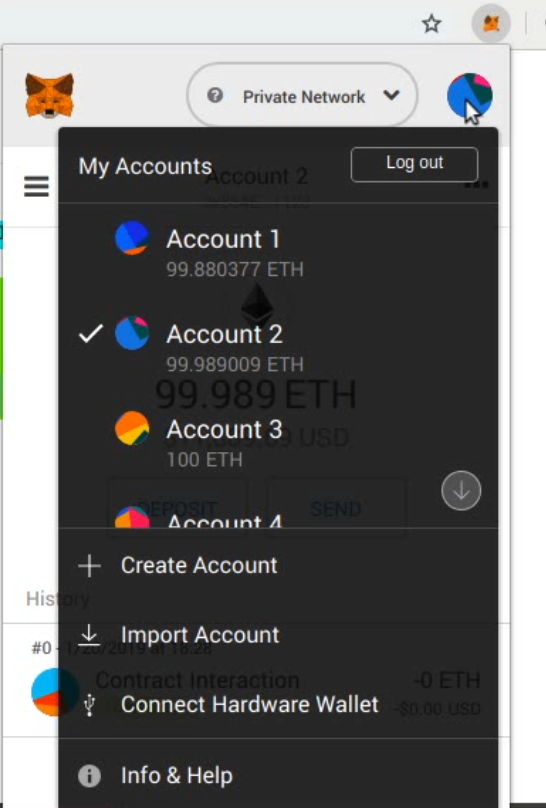 Private Network
My Accounts
Log out
Account 2
Account 1
99.880377 ETH
Account 2
99.989009 ETH
99.989 ETH
Account 3
USD
100 ETH
DEPOSIT
SEND
Account 4
Create Account
History
Import Account
#0 - 1/20/2019 at 18:28
Contract Interaction
-0 ETH
Connect Hardware Wallet
-$0.00 USD
Info & Help